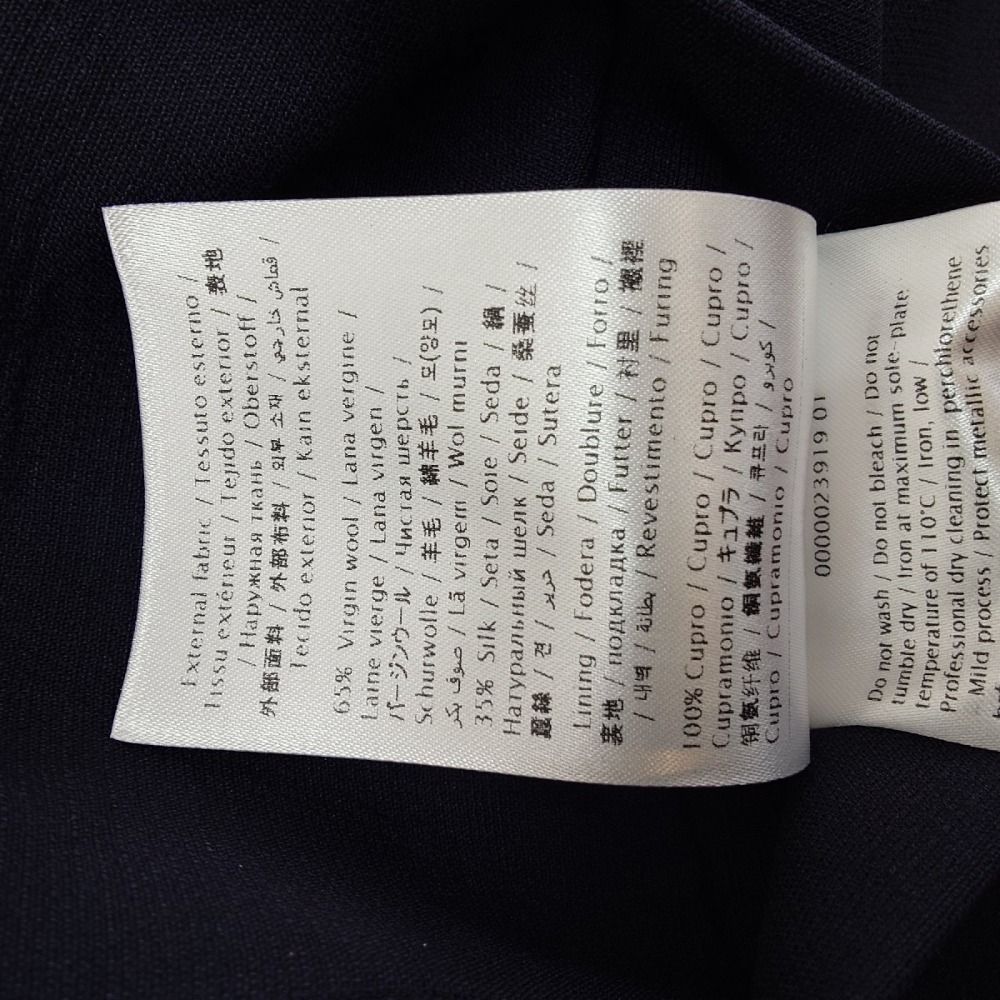 External fabric / Tessuto esterno /
Tissu extérieur / Tejido exterior / 表地
/ Наружная ткань / Oberstoff /
外部面料 / 外部布料 / 외부 소재 / قماش خارجي /
Tecido exterior / Kain eksternal
65% Virgin wool / Lana vergine /
Laine vierge / Lana virgen /
バージンウール / Чистая шерсть /
Schurwolle / 羊毛 / 綿羊毛 / 모(양모) /
صوف بكر / Lã virgem / Wol murni
35% Silk / Seta / Soie / Seda / 絹 /
Натуральный шелк / Seide / 桑蚕丝 /
蠶絲 / 견 / حرير / Seda / Sutera
Lining / Fodera / Doublure / Forro /
裏地 / подкладка / Futter / 衬里 / 襯裡
/ 내벽 / بطانة / Revestimento / Furing
100% Cupro / Cupro / Cupro / Cupro /
Cupramonio / キュプラ / Купро / Cupro /
铜氨纤维 / 銅氨纖維 / 큐프라 / كوبرو /
Cupro / Cupramonio / Cupro
0000023919 01
Do not wash / Do not bleach / Do not
tumble dry / Iron at maximum sole-plate
temperature of 110°C / Iron, low /
Professional dry cleaning in perchlorethene
Mild process / Protect metallic accessories